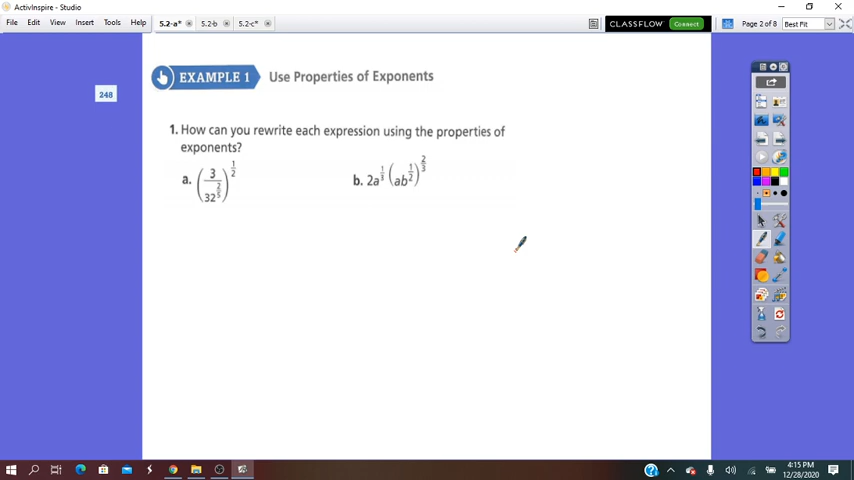 ActivInspire - Studio
File Edit View Insert Tools Help
5.2-a* 5.2-b 5.2-c*
CLASSFLOW Connect
Page 2 of 8
Best Fit
EXAMPLE 1 Use Properties of Exponents
248
1. How can you rewrite each expression using the properties of
exponents?
a. (3/32^(2/5))^(1/2) b. 2a^(1/3) (ab^(1/2))^(2/3)
4:15 PM
12/28/2020